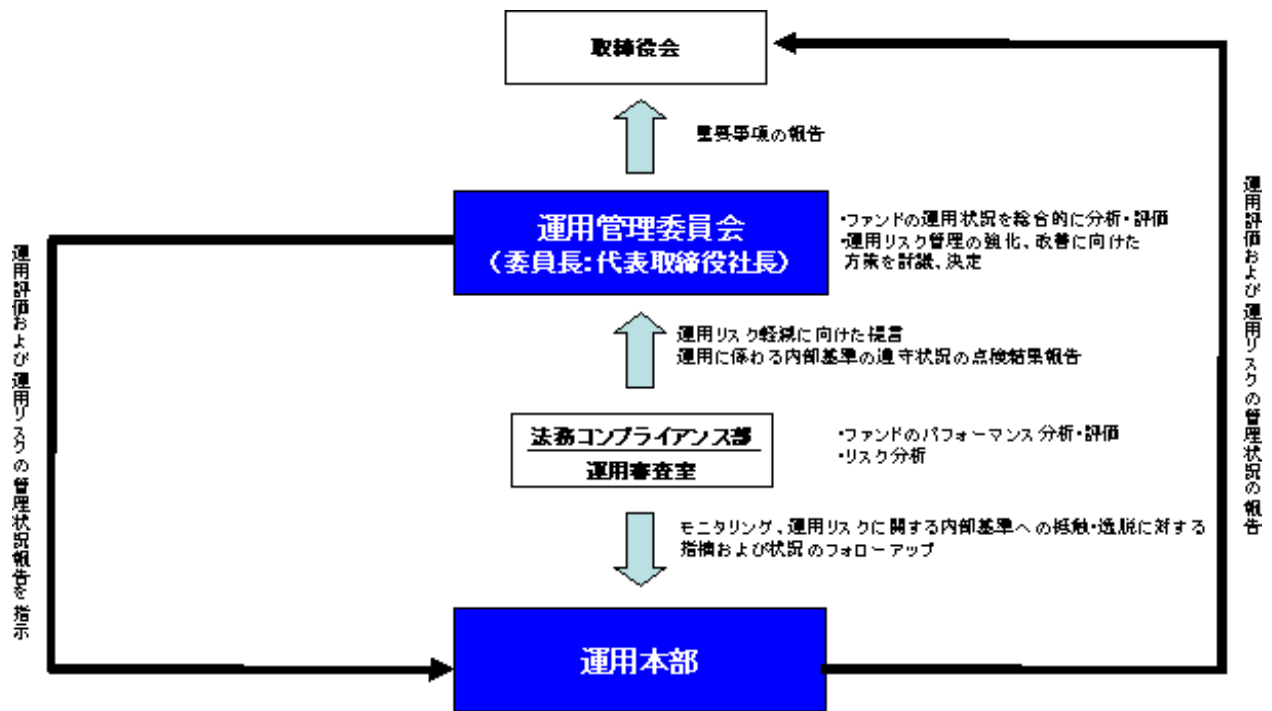 取締役会
重要事項の報告
運用管理委員会
（委員長：代表取締役社長）
・ファンドの運用状況を総合的に分析・評価
・運用リスク管理の強化、改善に向けた
方策を討議、決定
運用リスク軽減に向けた提言
運用に係わる内部基準の遵守状況の点検結果報告
法務コンプライアンス部
運用審査室
・ファンドのパフォーマンス分析・評価
・リスク分析
モニタリング、運用リスクに関する内部基準への抵触・逸脱に対する
指摘および状況のフォローアップ
運用本部
運用評価および運用リスクの管理状況報告を指示
運用評価および運用リスクの管理状況の報告